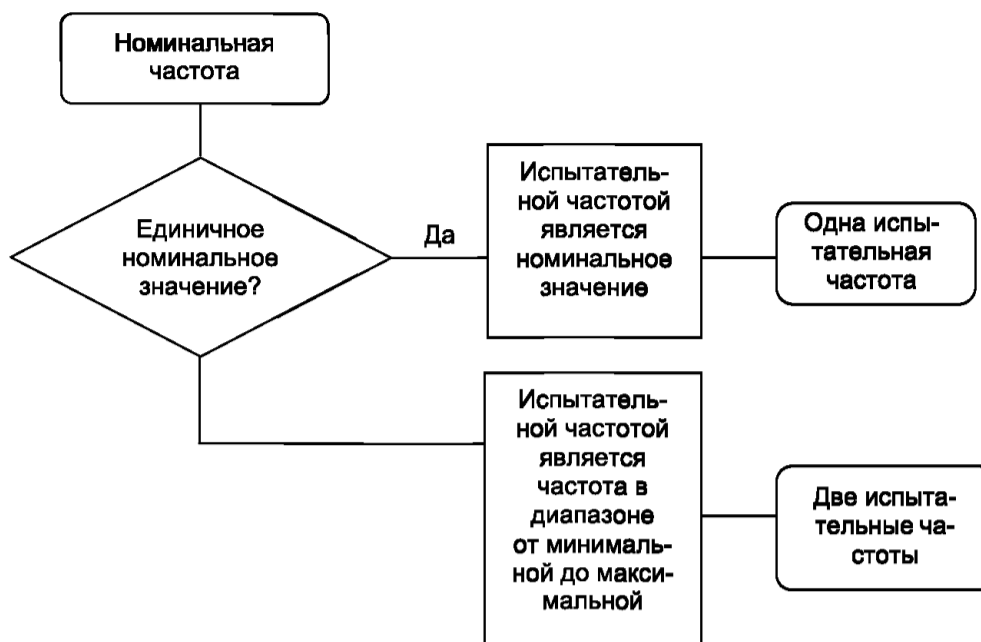 Номинальная
частота
Единичное
номинальное
значение?
Да
Испытатель-
ной частотой
является
номинальное
значение
Одна испы-
тательная
частота
Испытатель-
ной частотой
является
частота в
диапазоне
от минималь-
ной до макси-
мальной
Две испыта-
тельные ча-
стоты